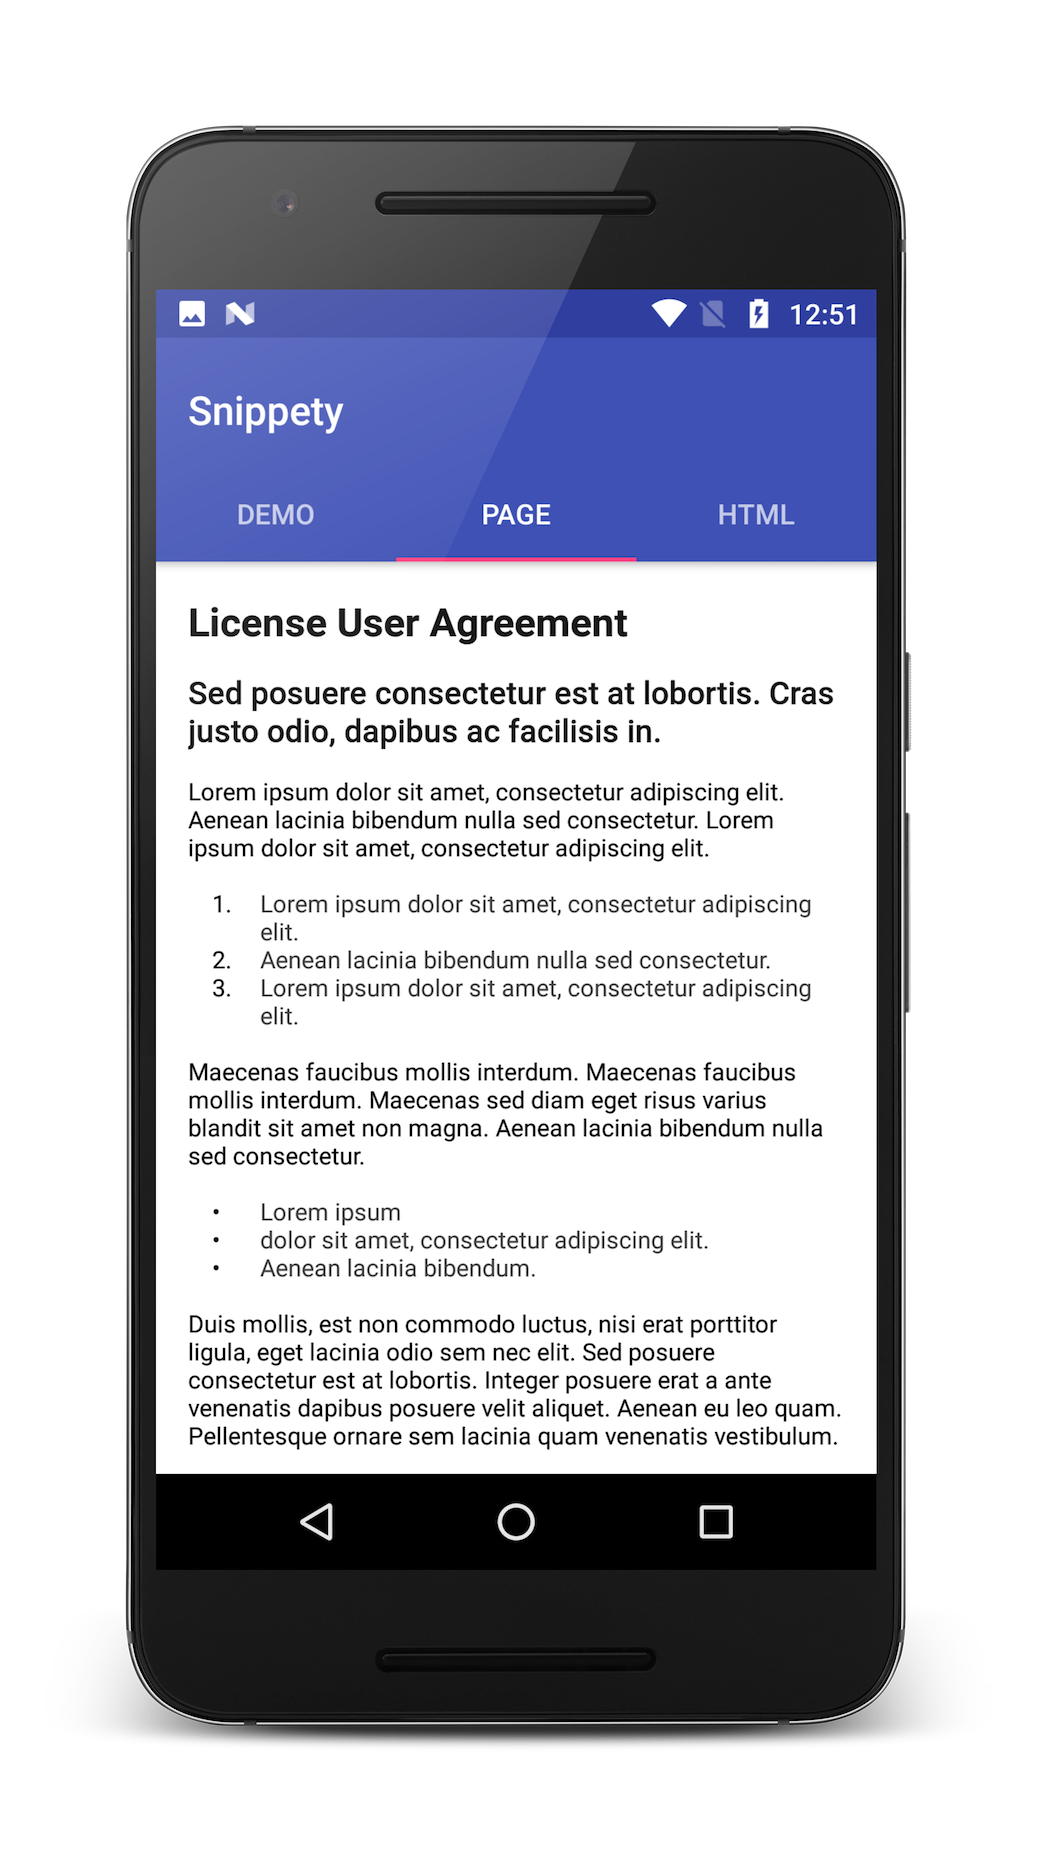 12:51
Snippety
DEMO PAGE HTML
License User Agreement
Sed posuere consectetur est at lobortis. Cras
justo odio, dapibus ac facilisis in.
Lorem ipsum dolor sit amet, consectetur adipiscing elit.
Aenean lacinia bibendum nulla sed consectetur. Lorem
ipsum dolor sit amet, consectetur adipiscing elit.
1. Lorem ipsum dolor sit amet, consectetur adipiscing
elit.
2. Aenean lacinia bibendum nulla sed consectetur.
3. Lorem ipsum dolor sit amet, consectetur adipiscing
elit.
Maecenas faucibus mollis interdum. Maecenas faucibus
mollis interdum. Maecenas sed diam eget risus varius
blandit sit amet non magna. Aenean lacinia bibendum nulla
sed consectetur.
• Lorem ipsum
• dolor sit amet, consectetur adipiscing elit.
• Aenean lacinia bibendum.
Duis mollis, est non commodo luctus, nisi erat porttitor
ligula, eget lacinia odio sem nec elit. Sed posuere
consectetur est at lobortis. Integer posuere erat a ante
venenatis dapibus posuere velit aliquet. Aenean eu leo quam.
Pellentesque ornare sem lacinia quam venenatis vestibulum.